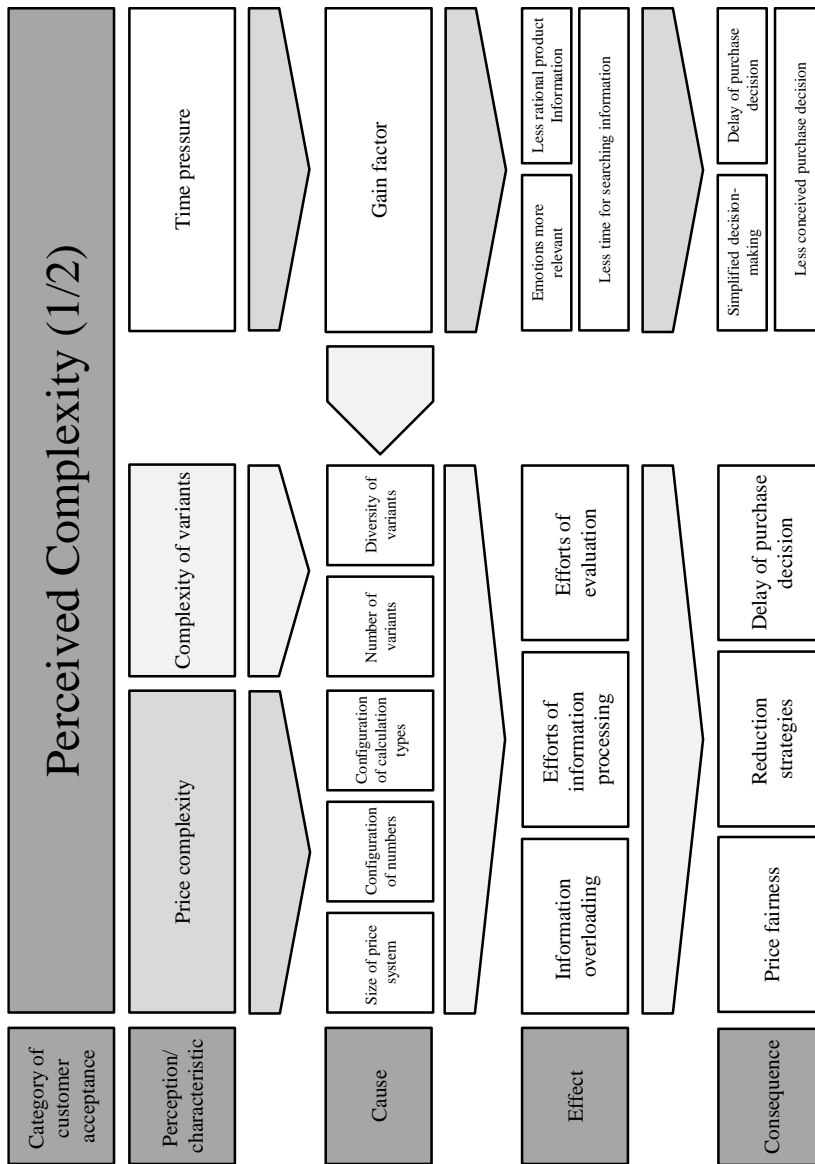 Category of
customer
acceptance
Perceived Complexity (1/2)
Perception/
characteristic
Price complexity
Complexity of variants
Time pressure
Cause
Size of price
system
Configuration
of numbers
Configuration
of calculation
types
Number of
variants
Diversity of
variants
Gain factor
Effect
Information
overloading
Efforts of
information
processing
Efforts of
evaluation
Emotions more
relevant
Less rational product
Information
Less time for searching information
Consequence
Price fairness
Reduction
strategies
Delay of purchase
decision
Simplified decision-
making
Delay of purchase
decision
Less conceived purchase decision